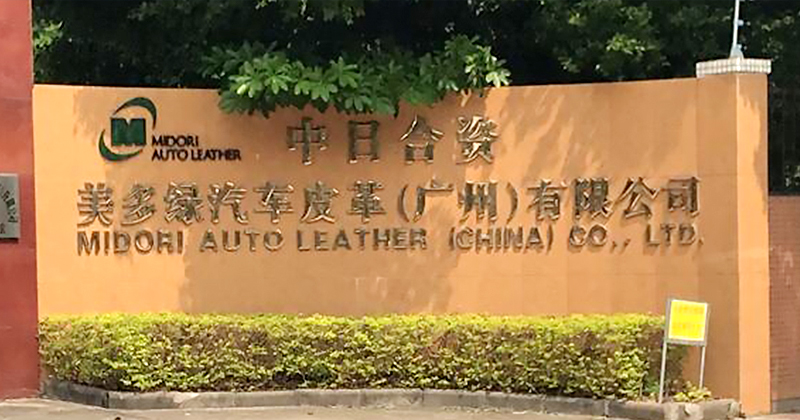 M
MIDORI
AUTO LEATHER
中日合资
美多绿汽车皮革(广州)有限公司
MIDORI AUTO LEATHER (CHINA) CO., LTD.